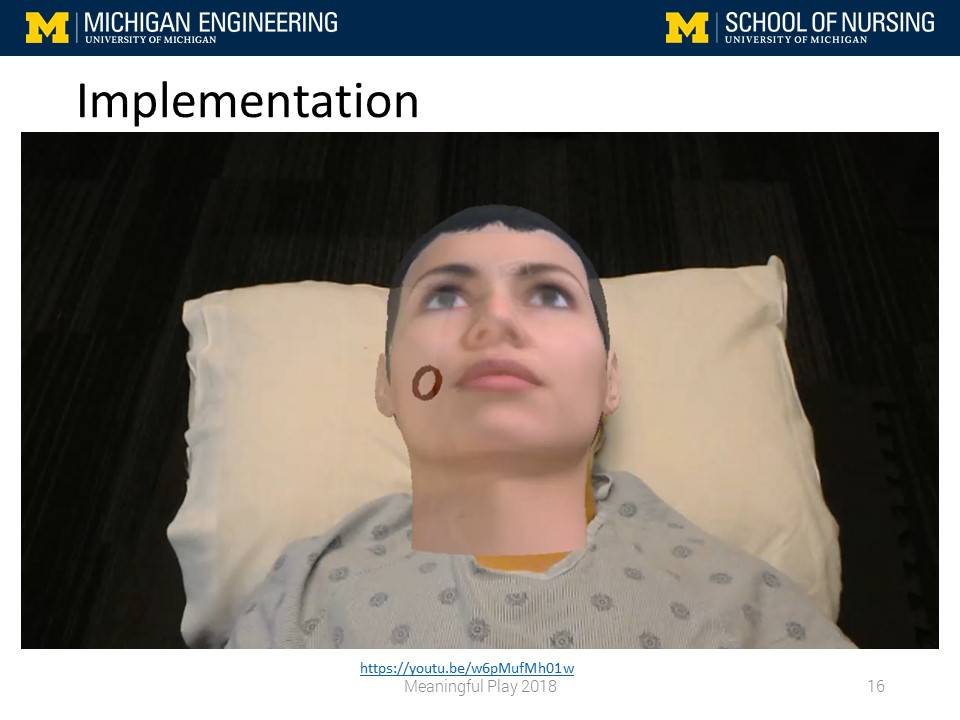 MICHIGAN ENGINEERING
UNIVERSITY OF MICHIGAN
SCHOOL OF NURSING
UNIVERSITY OF MICHIGAN
Implementation
https://youtu.be/w6pMufMh01w
Meaningful Play 2018
16